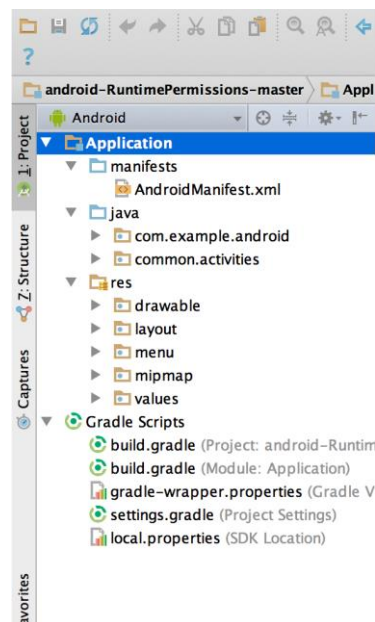 ?
android-RuntimePermissions-master
Appl
1: Project
Android
Application
manifests
AndroidManifest.xml
java
com.example.android
common.activities
res
drawable
layout
menu
mipmap
values
Gradle Scripts
build.gradle (Project: android-Runtim
build.gradle (Module: Application)
gradle-wrapper.properties (Gradle V
settings.gradle (Project Settings)
local.properties (SDK Location)
Z: Structure
Captures
avorites